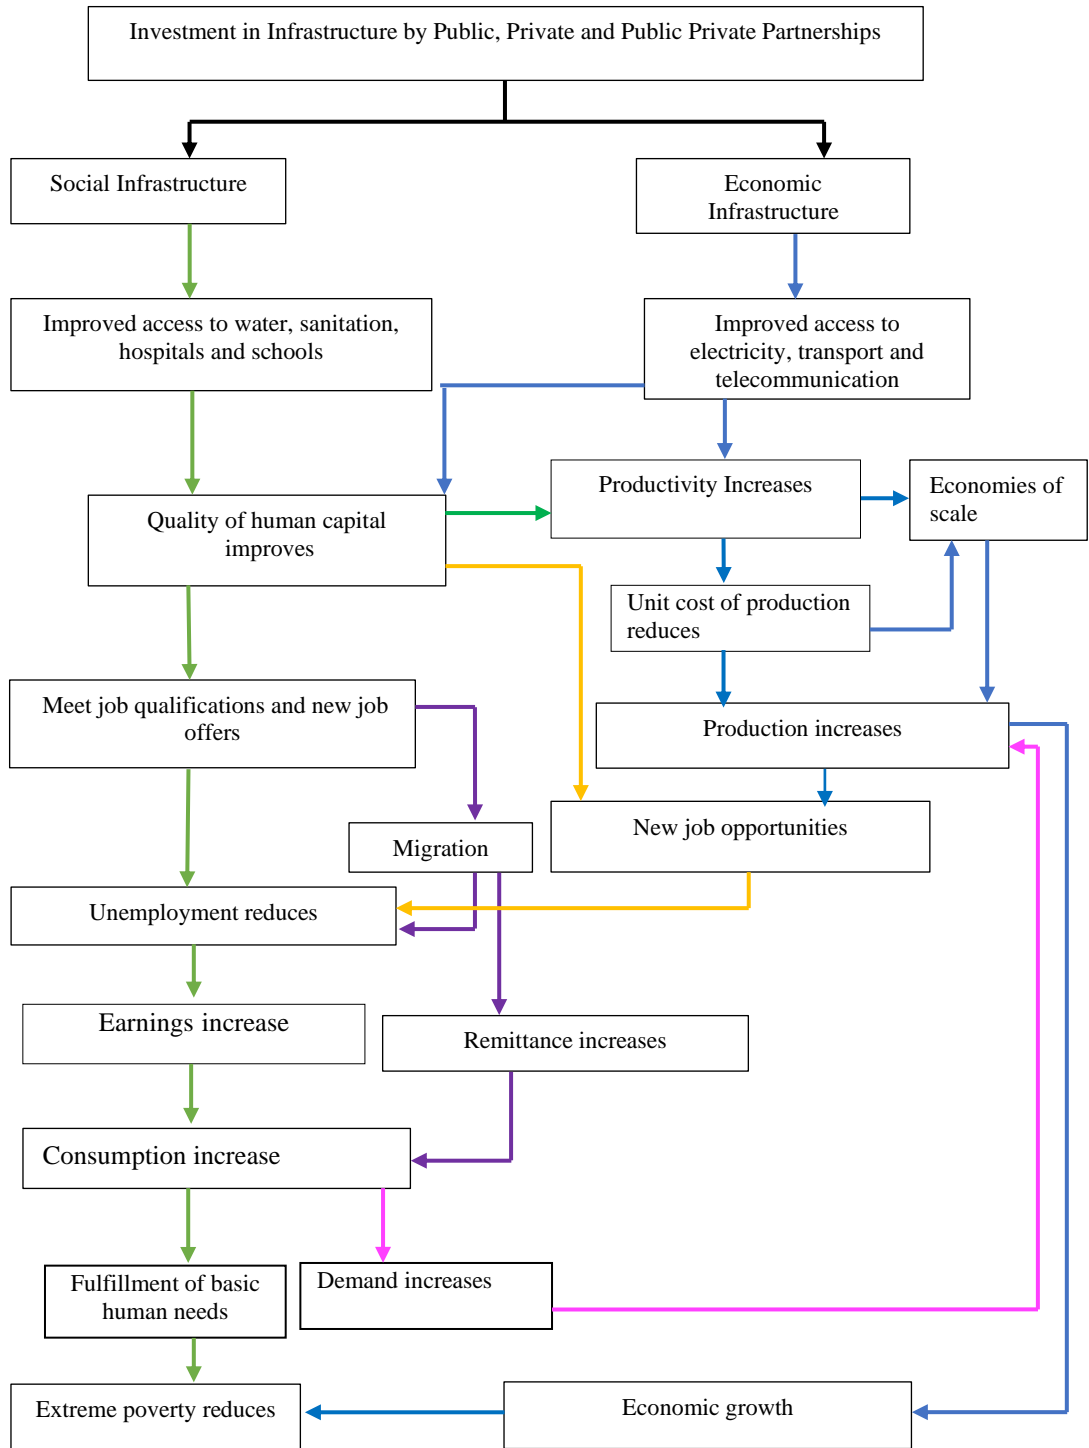 Investment in Infrastructure by Public, Private and Public Private Partnerships
Social Infrastructure
Economic
Infrastructure
Improved access to water, sanitation,
hospitals and schools
Improved access to
electricity, transport and
telecommunication
Productivity Increases
Economies of
scale
Quality of human capital
improves
Unit cost of production
reduces
Meet job qualifications and new job
offers
Production increases
New job opportunities
Migration
Unemployment reduces
Earnings increase
Remittance increases
Consumption increase
Fulfillment of basic
human needs
Demand increases
Extreme poverty reduces
Economic growth